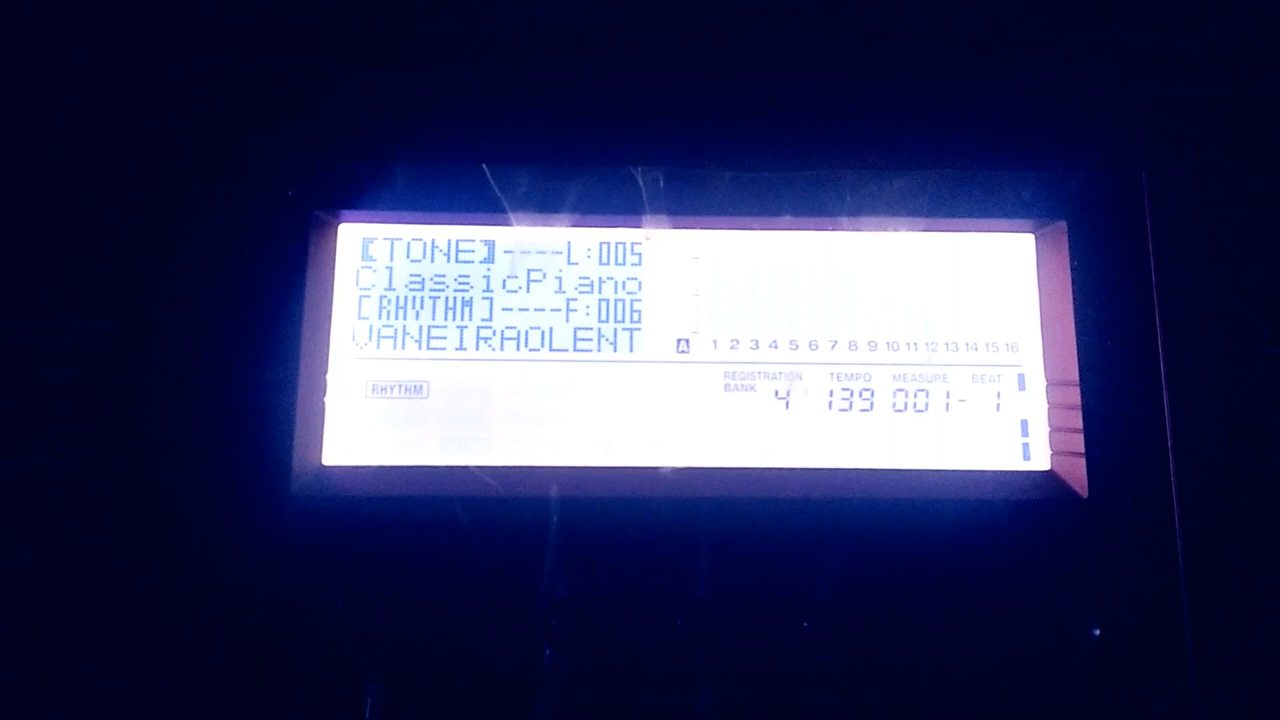 【TONE】----L:005
ClassicPiano
[RHYTHM]----F:006
VANEIRAOLENT
A 1 2 3 4 5 6 7 8 9 10 11 12 13 14 15 16
RHYTHM
REGISTRATION BANK 4 TEMPO 139 MEASURE 001- BEAT 1